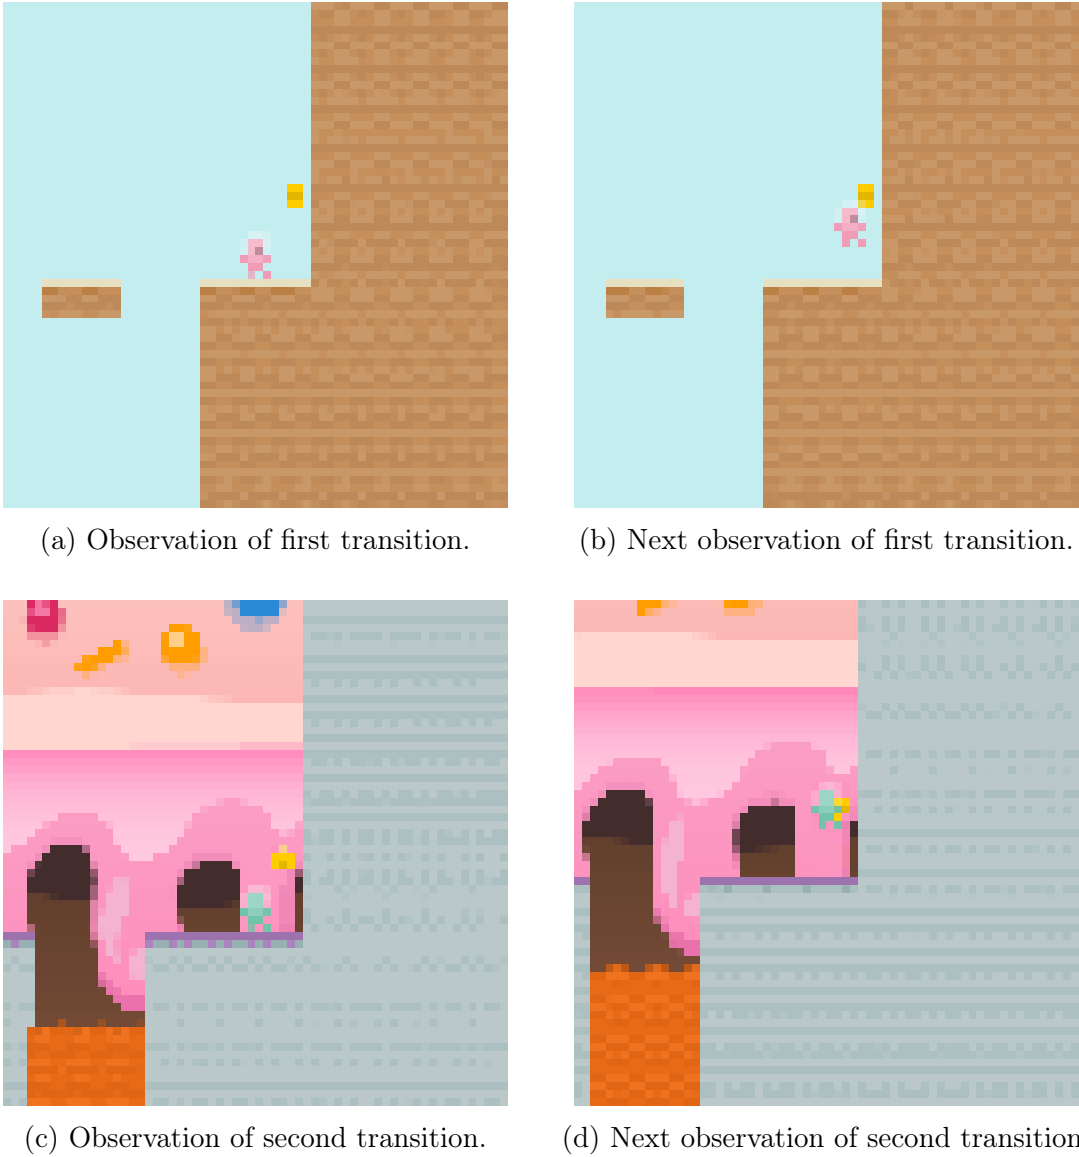 (a) Observation of first transition.
(b) Next observation of first transition.
(c) Observation of second transition.
(d) Next observation of second transition